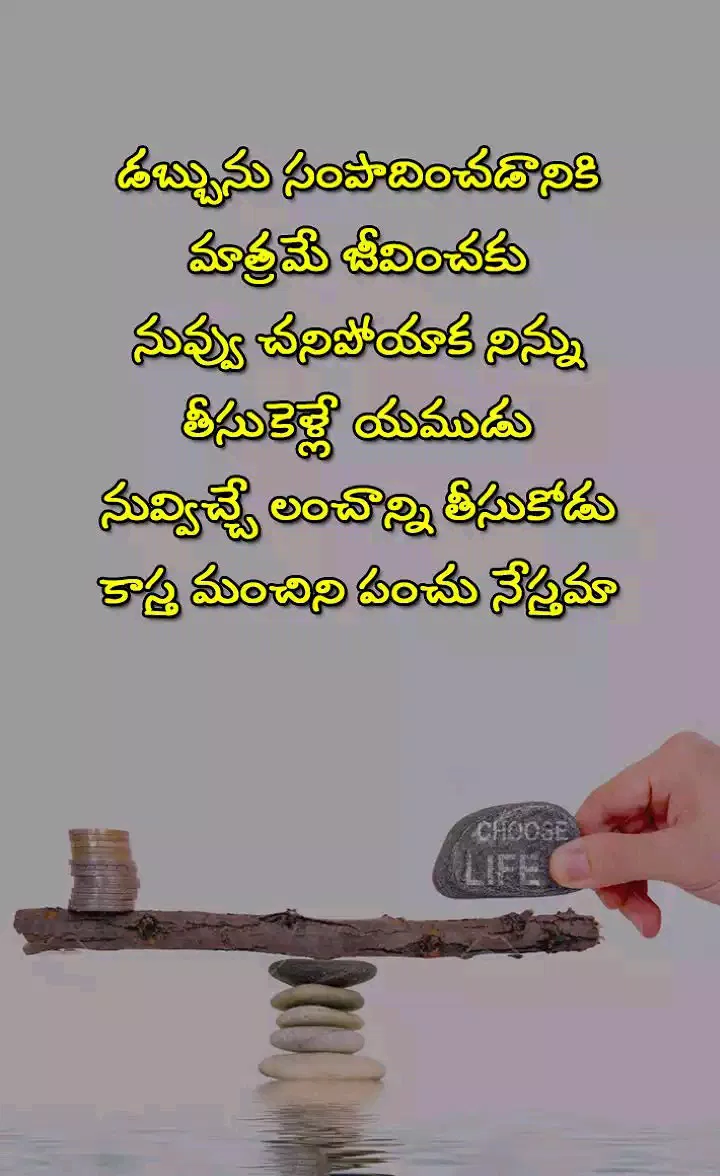 డబ్బును సంపాదించడానికి
మాత్రమే జీవించకు
నువ్వు చనిపోయాక నిన్ను
తీసుకెళ్లే యముడు
నువ్విచ్చే లంచాన్ని తీసుకోడు
కాస్త మంచిని పంచు నేస్తమా
CHOOSE
LIFE